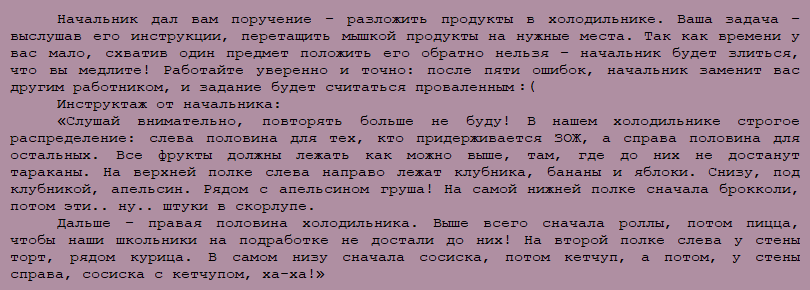 Начальник дал вам поручение - разложить продукты в холодильнике. Ваша задача -
выслушав его инструкции, перетащить мышкой продукты на нужные места. Так как времени у
вас мало, схватив один предмет положить его обратно нельзя - начальник будет злиться,
что вы медлите! Работайте уверенно и точно: после пяти ошибок, начальник заменит вас
другим работником, и задание будет считаться проваленным :(
Инструктаж от начальника:
«Слушай внимательно, повторять больше не буду! В нашем холодильнике строгое
распределение: слева половина для тех, кто придерживается ЗОЖ, а справа половина для
остальных. Все фрукты должны лежать как можно выше, там, где до них не достанут
тараканы. На верхней полке слева направо лежат клубника, бананы и яблоки. Снизу, под
клубникой, апельсин. Рядом с апельсином груша! На самой нижней полке сначала брокколи,
потом эти.. ну.. штуки в скорлупе.
Дальше - правая половина холодильника. Выше всего сначала роллы, потом пицца,
чтобы наши школьники на подработке не достали до них! На второй полке слева у стены
торт, рядом курица. В самом низу сначала сосиска, потом кетчуп, а потом, у стены
справа, сосиска с кетчупом, ха-ха!»